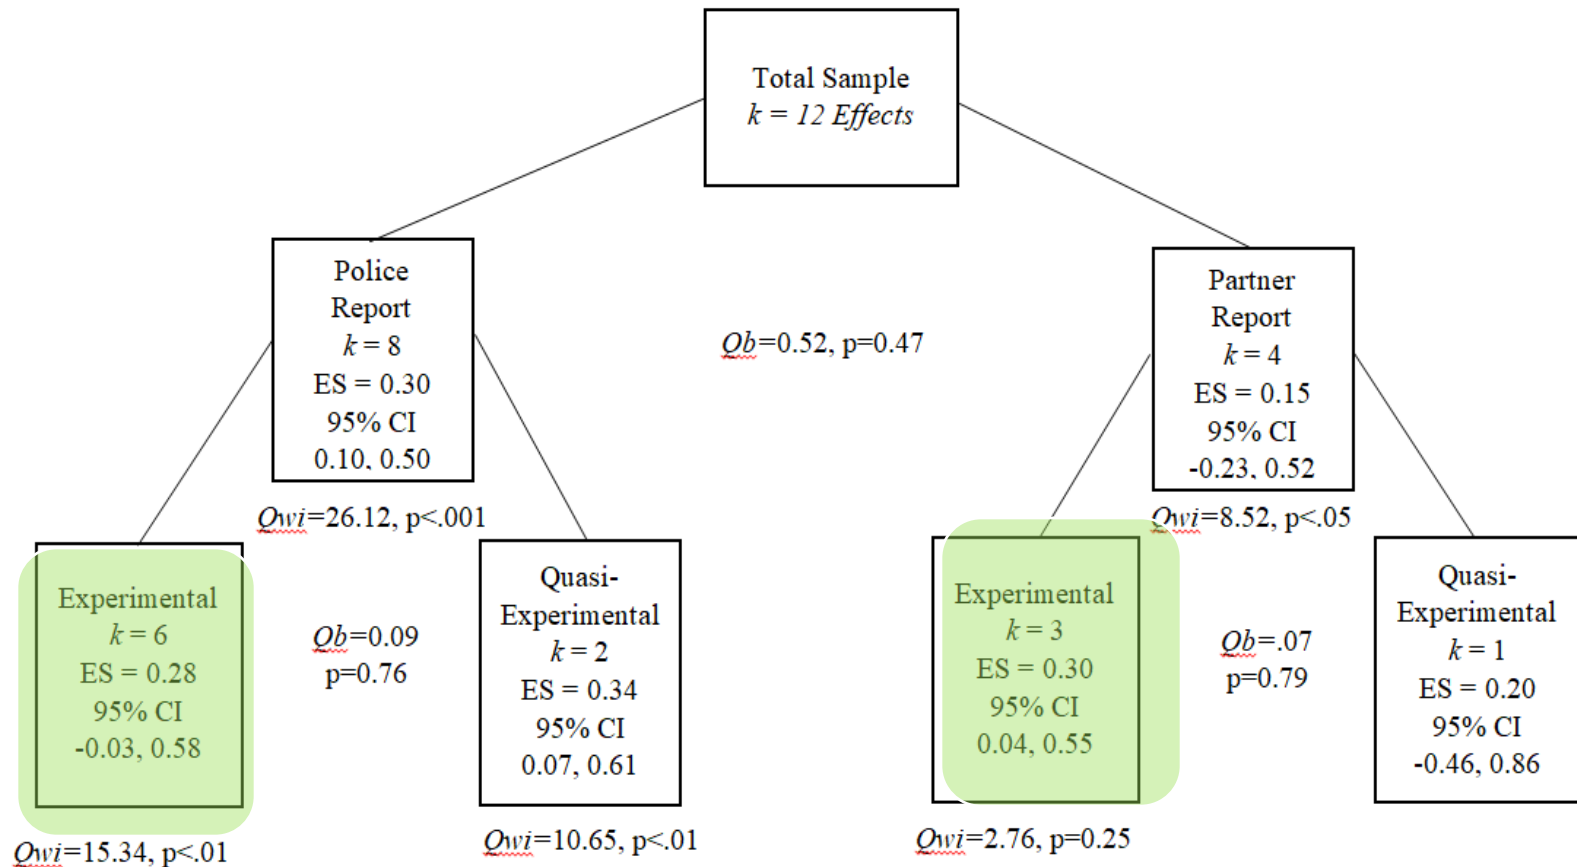 Total Sample
k = 12 Effects
Police
Report
k = 8
ES = 0.30
95% CI
0.10, 0.50
Qb=0.52, p=0.47
Partner
Report
k = 4
ES = 0.15
95% CI
-0.23, 0.52
Qwi=26.12, p<.001
Qwi=8.52, p<.05
Experimental
k = 6
ES = 0.28
95% CI
-0.03, 0.58
Qb=0.09
p=0.76
Quasi-
Experimental
k = 2
ES = 0.34
95% CI
0.07, 0.61
Experimental
k = 3
ES = 0.30
95% CI
0.04, 0.55
Qb=.07
p=0.79
Quasi-
Experimental
k = 1
ES = 0.20
95% CI
-0.46, 0.86
Qwi=15.34, p<.01
Qwi=10.65, p<.01
Qwi=2.76, p=0.25